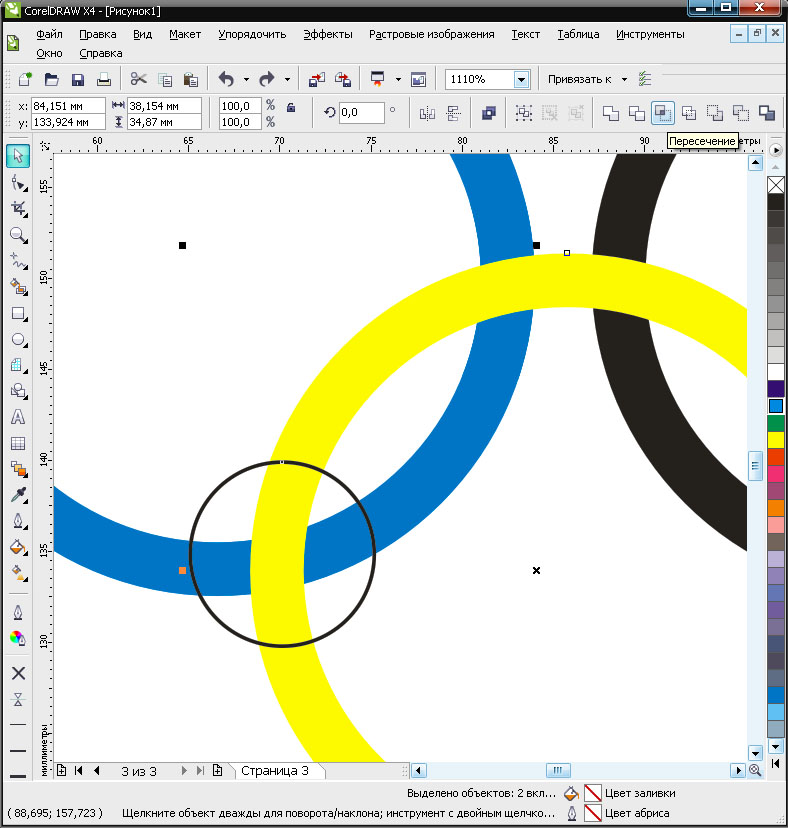 CorelDRAW X4 - [Рисунок1]
Файл Правка Вид Макет Упорядочить Эффекты Растровые изображения Текст Таблица Инструменты
Окно Справка
1110% Привязать к
x: 84,151 мм 38,154 мм 100,0 % 0,0 °
y: 133,924 мм 34,87 мм 100,0 %
Пересечение
60 65 70 75 80 85 90 етры
155
150
145
140
135
130
миллиметры
3 из 3 Страница 3
Выделено объектов: 2 вкл... Цвет заливки
( 88,695; 157,723 ) Щелкните объект дважды для поворота/наклона; инструмент с двойным щелчко... Цвет абриса